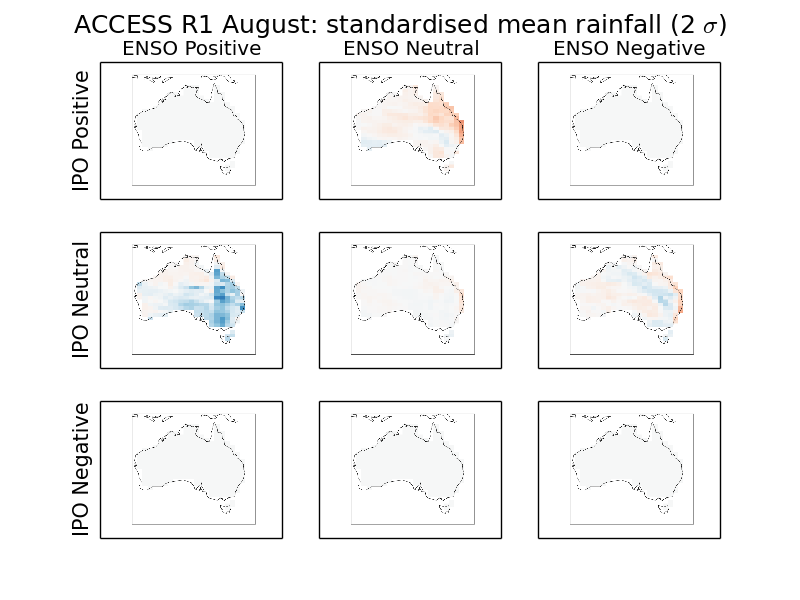 ACCESS R1 August: standardised mean rainfall (2 σ)
ENSO Positive
ENSO Neutral
ENSO Negative
IPO Positive
IPO Neutral
IPO Negative